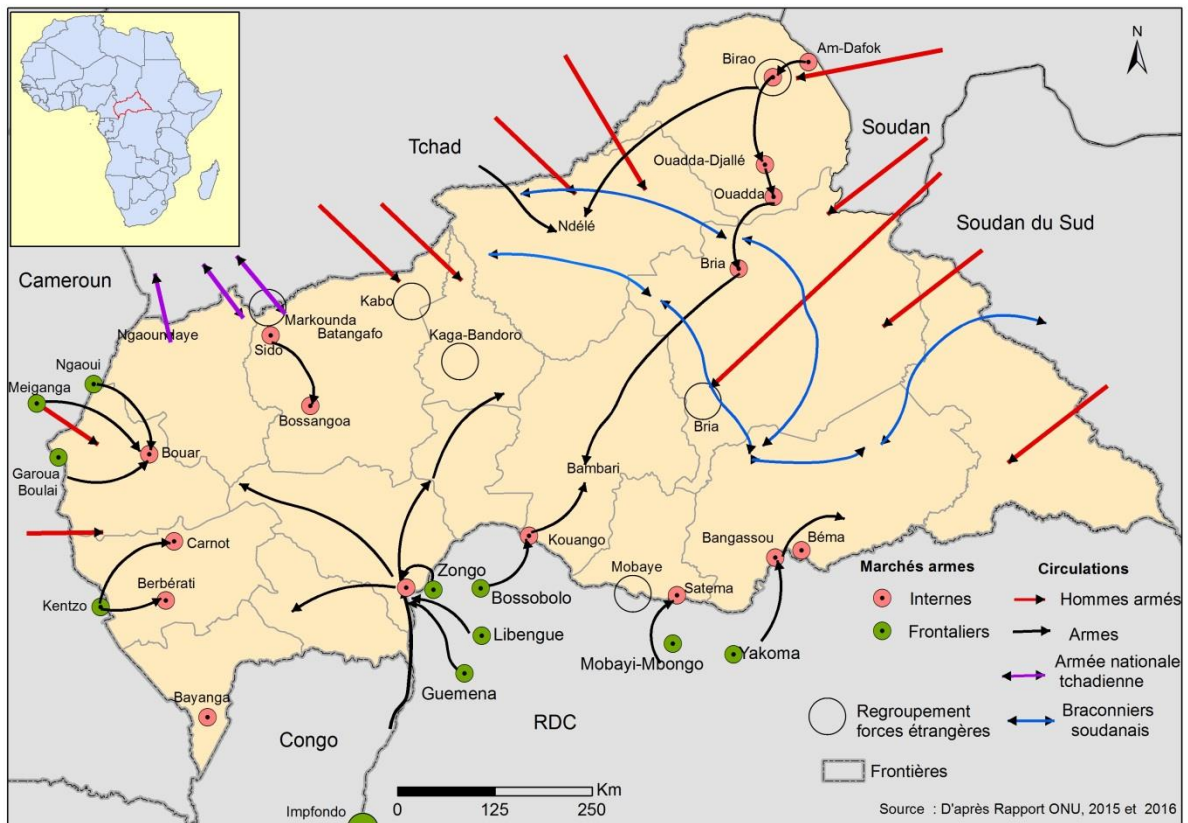 N
Am-Dafok
Birao
Soudan
Tchad
Ouadda-Djallé
Ouadda
Soudan du Sud
Ndélé
Bria
Cameroun
Kabo
Markounda
Batangafo
Ngaoundaye
Sido
Kaga-Bandoro
Ngaoui
Meiganga
Bossangoa
Bria
Bouar
Garoua
Boulai
Bambari
Carnot
Kouango
Bangassou
Béma
Zongo
Mobaye
Berbérati
Kentzo
Bossobolo
Satema
Libengue
Mobayi-Mbongo
Yakoma
Guemena
Bayanga
RDC
Congo
Impfondo
Km
0
125
250
Marchés armes
Internes
Frontaliers
Circulations
Hommes armés
Armes
Armée nationale
tchadienne
Braconniers
soudanais
Regroupement
forces étrangères
Frontières
Source : D'après Rapport ONU, 2015 et 2016